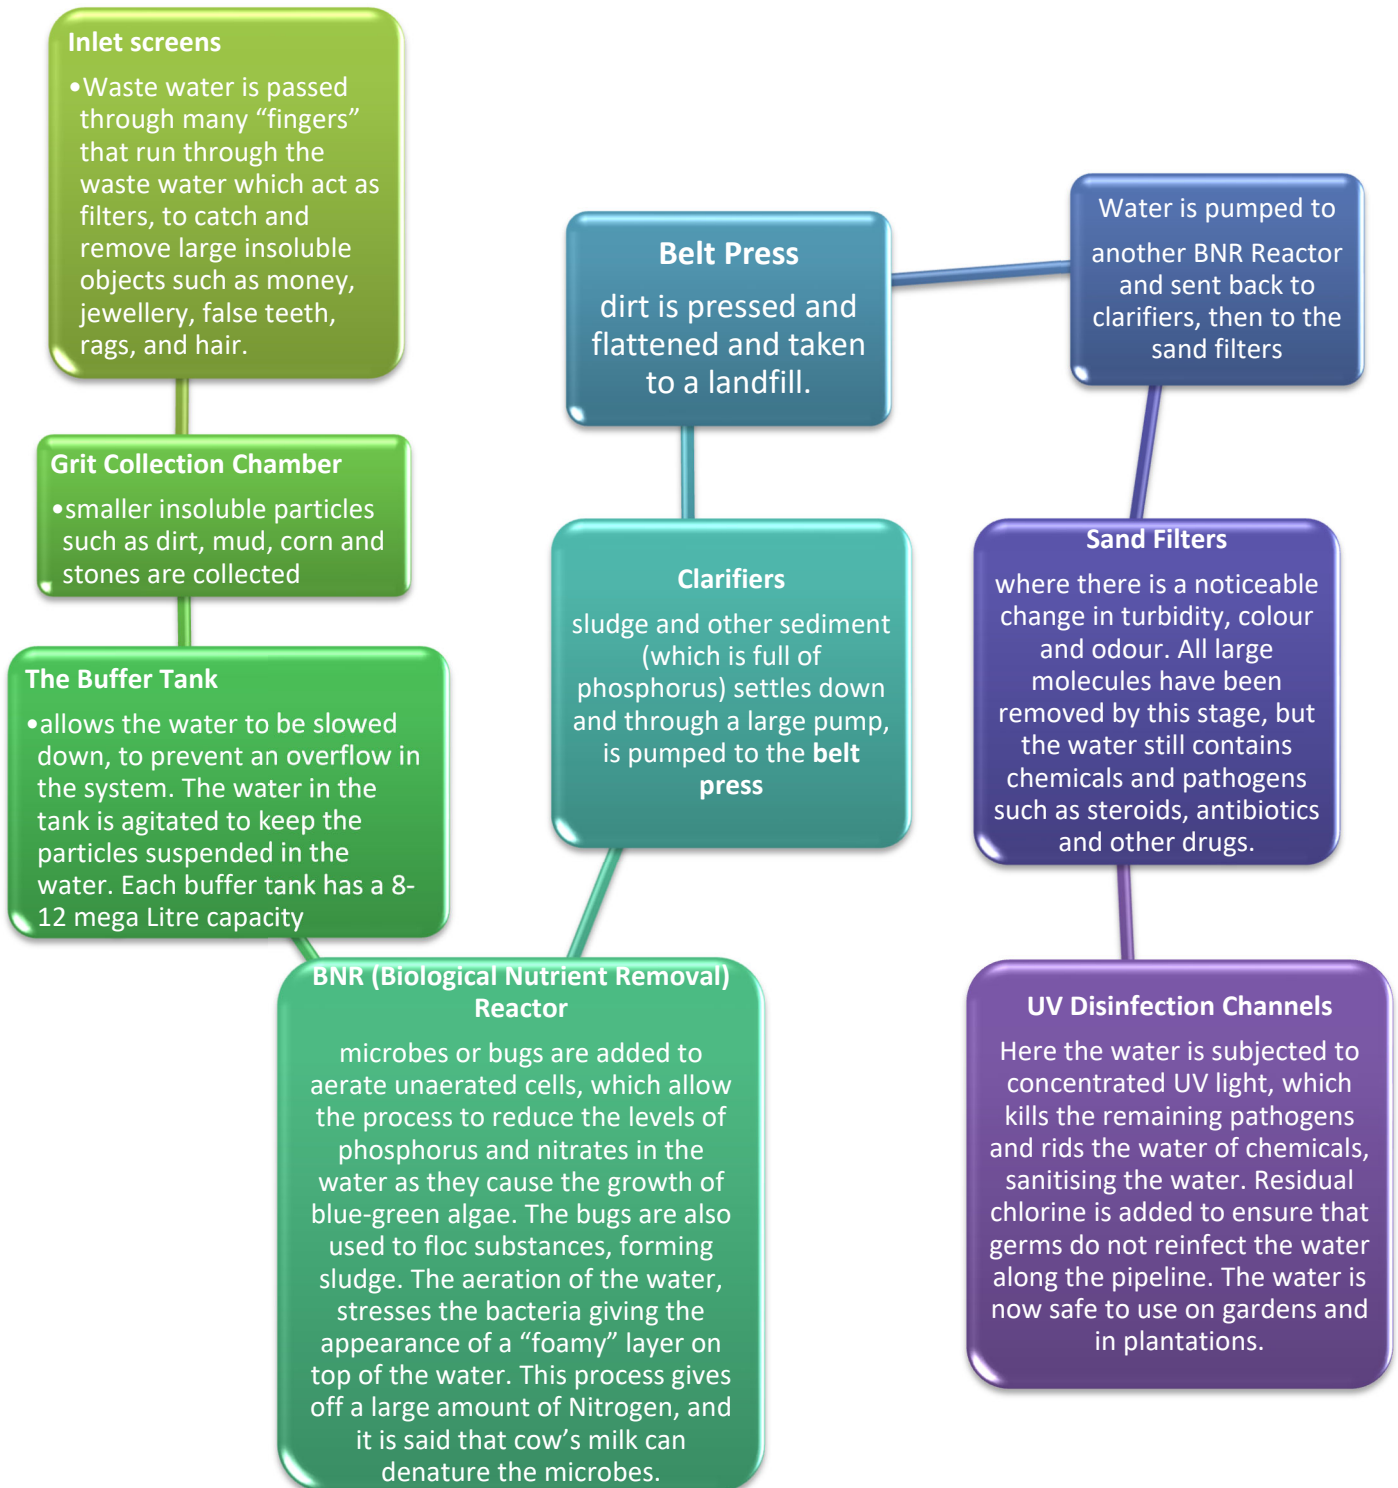 Inlet screens
•Waste water is passed
through many “fingers”
that run through the
waste water which act as
filters, to catch and
remove large insoluble
objects such as money,
jewellery, false teeth,
rags, and hair.
Grit Collection Chamber
•smaller insoluble particles
such as dirt, mud, corn and
stones are collected
The Buffer Tank
•allows the water to be slowed
down, to prevent an overflow in
the system. The water in the
tank is agitated to keep the
particles suspended in the
water. Each buffer tank has a 8-
12 mega Litre capacity
BNR (Biological Nutrient Removal)
Reactor
microbes or bugs are added to
aerate unaerated cells, which allow
the process to reduce the levels of
phosphorus and nitrates in the
water as they cause the growth of
blue-green algae. The bugs are also
used to floc substances, forming
sludge. The aeration of the water,
stresses the bacteria giving the
appearance of a “foamy” layer on
top of the water. This process gives
off a large amount of Nitrogen, and
it is said that cow’s milk can
denature the microbes.
Clarifiers
sludge and other sediment
(which is full of
phosphorus) settles down
and through a large pump,
is pumped to the belt
press
Belt Press
dirt is pressed and
flattened and taken
to a landfill.
Water is pumped to
another BNR Reactor
and sent back to
clarifiers, then to the
sand filters
Sand Filters
where there is a noticeable
change in turbidity, colour
and odour. All large
molecules have been
removed by this stage, but
the water still contains
chemicals and pathogens
such as steroids, antibiotics
and other drugs.
UV Disinfection Channels
Here the water is subjected to
concentrated UV light, which
kills the remaining pathogens
and rids the water of chemicals,
sanitising the water. Residual
chlorine is added to ensure that
germs do not reinfect the water
along the pipeline. The water is
now safe to use on gardens and
in plantations.